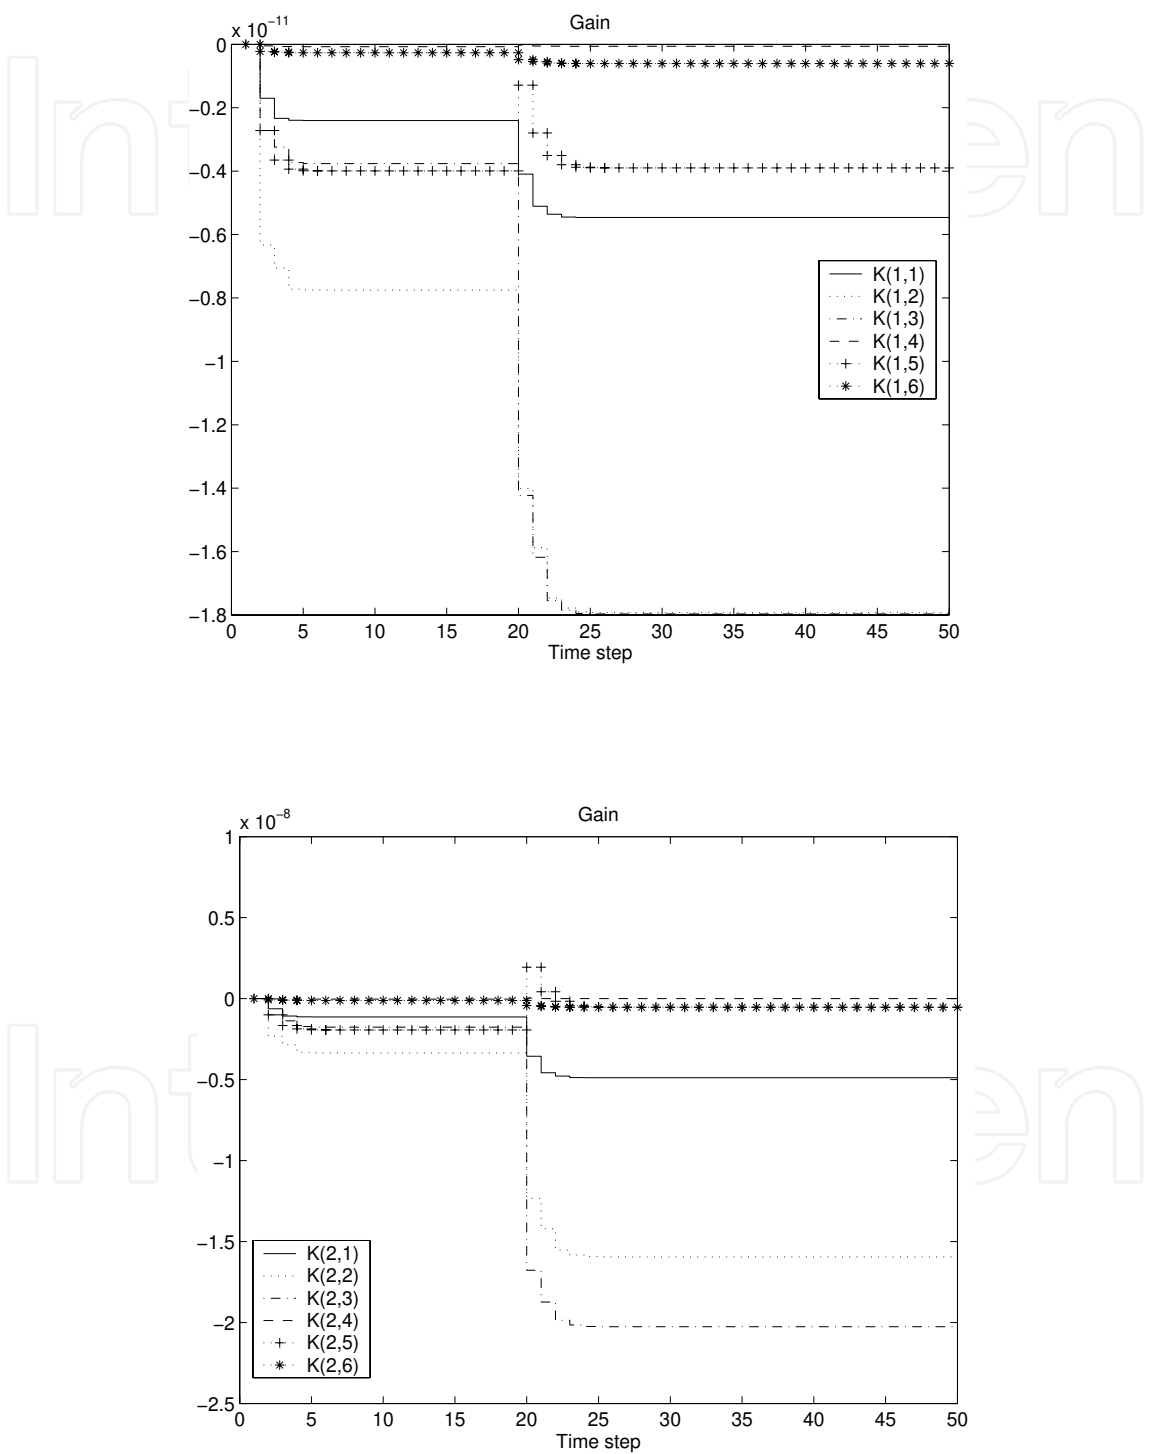 Gain
x 10⁻¹¹
0
−0.2
−0.4
−0.6
−0.8
−1
−1.2
−1.4
−1.6
−1.8
K(1,1)
K(1,2)
K(1,3)
K(1,4)
K(1,5)
K(1,6)
0 5 10 15 20 25 30 35 40 45 50
Time step
Gain
x 10⁻⁸
1
0.5
0
−0.5
−1
−1.5
−2
−2.5
K(2,1)
K(2,2)
K(2,3)
K(2,4)
K(2,5)
K(2,6)
0 5 10 15 20 25 30 35 40 45 50
Time step